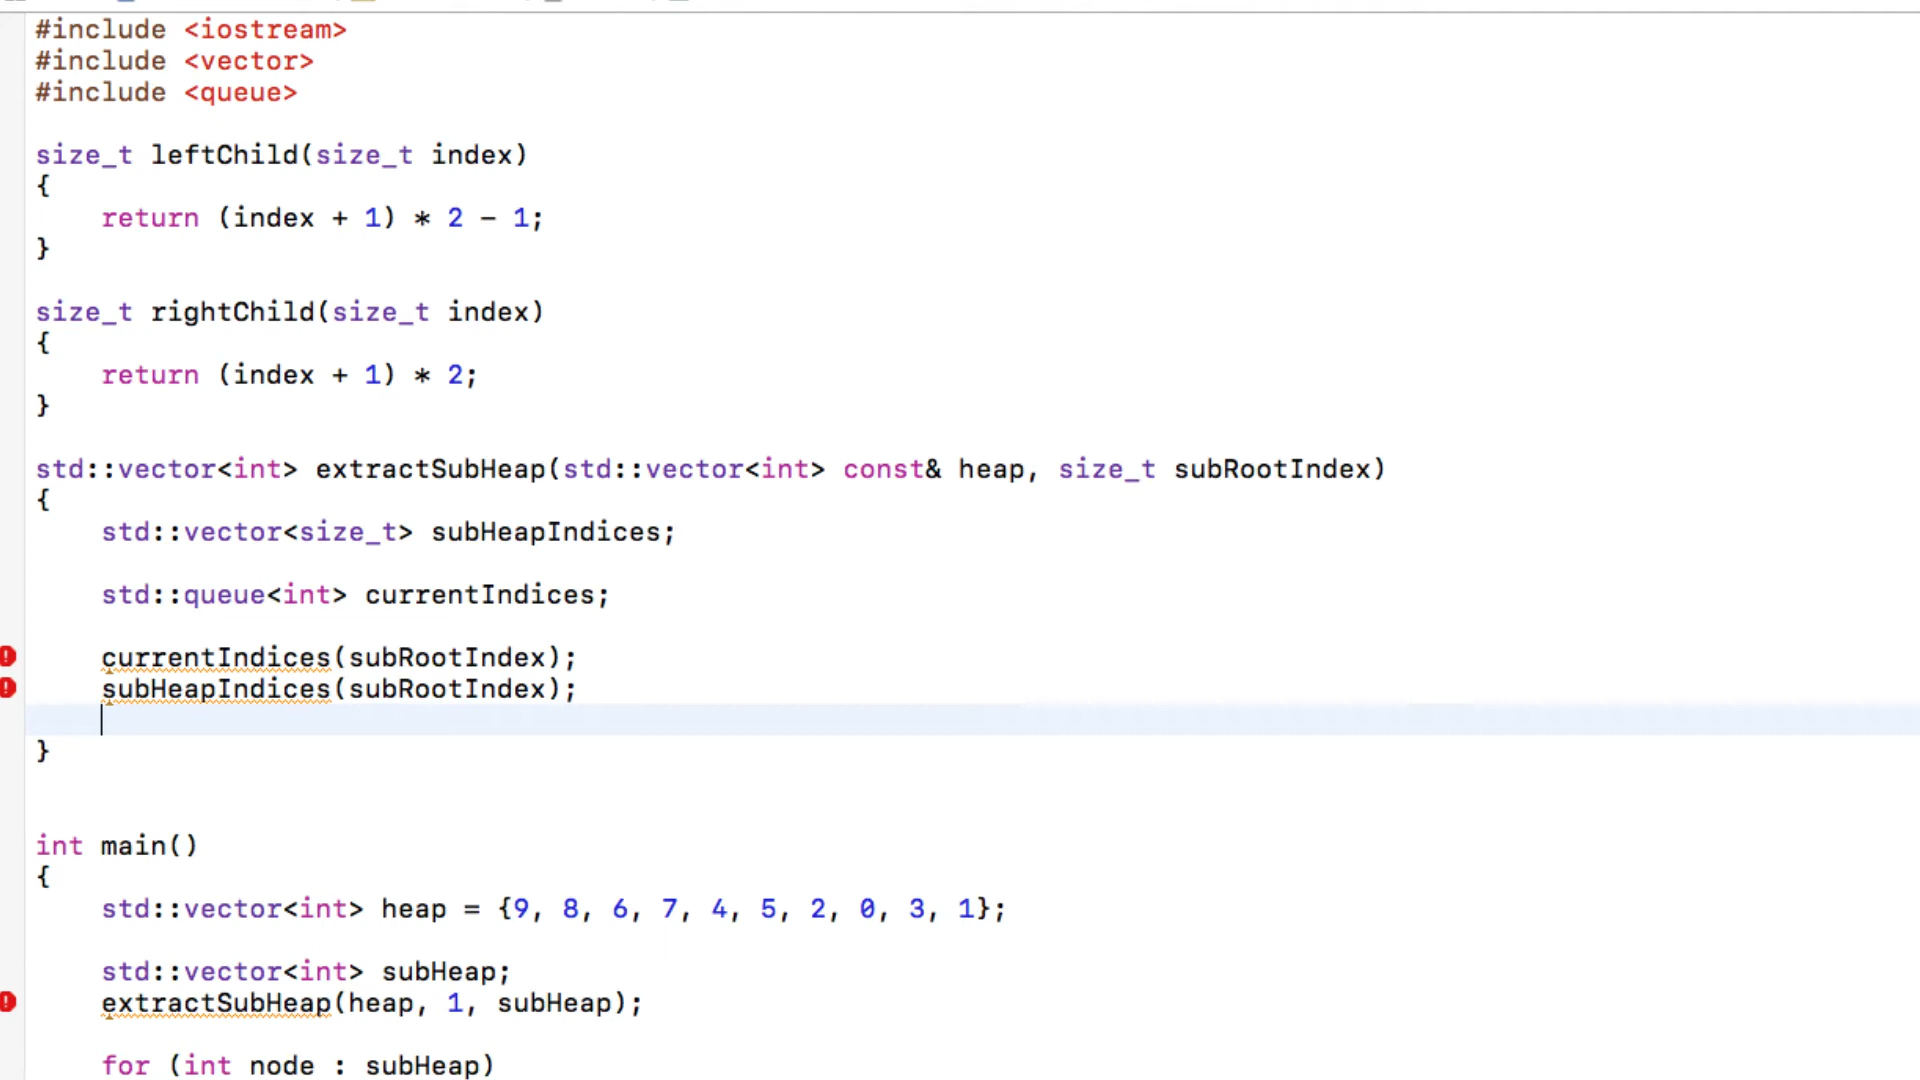 #include <iostream>
#include <vector>
#include <queue>
size_t leftChild(size_t index)
{
    return (index + 1) * 2 - 1;
}
size_t rightChild(size_t index)
{
    return (index + 1) * 2;
}
std::vector<int> extractSubHeap(std::vector<int> const& heap, size_t subRootIndex)
{
    std::vector<size_t> subHeapIndices;
    std::queue<int> currentIndices;
    currentIndices(subRootIndex);
    subHeapIndices(subRootIndex);
}
int main()
{
    std::vector<int> heap = {9, 8, 6, 7, 4, 5, 2, 0, 3, 1};
    std::vector<int> subHeap;
    extractSubHeap(heap, 1, subHeap);
    for (int node : subHeap)